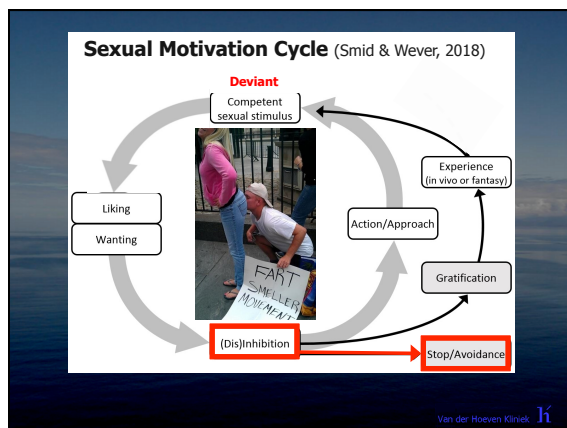 Sexual Motivation Cycle (Smid & Wever, 2018)
Deviant
Competent
sexual stimulus
Experience
(in vivo or fantasy)
Liking
Action/Approach
Wanting
Gratification
FART
SMELLER
MOVEMENT
(Dis)Inhibition
Stop/Avoidance
Van der Hoeven Kliniek